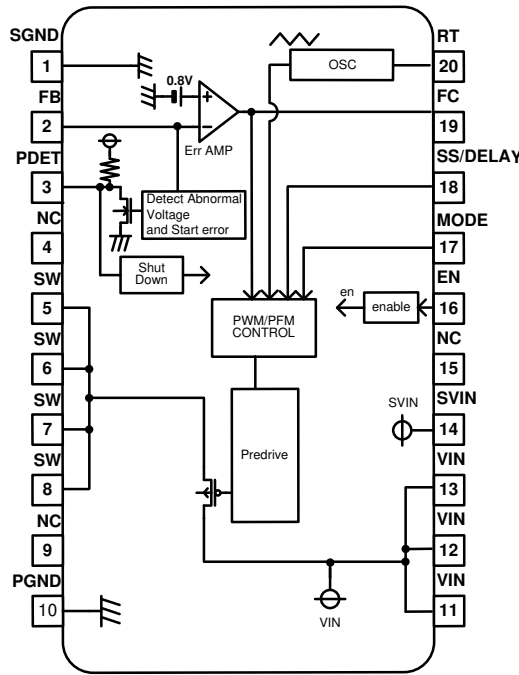 SGND
1
FB
2
PDET
3
NC
4
SW
5
SW
6
SW
7
SW
8
NC
9
PGND
10
0.8V
+
−
Err AMP
OSC
Detect Abnormal
Voltage
and Start error
Shut
Down
PWM/PFM
CONTROL
Predrive
en
enable
SVIN
VIN
RT
20
FC
19
SS/DELAY
18
MODE
17
EN
16
NC
15
SVIN
14
VIN
13
VIN
12
VIN
11